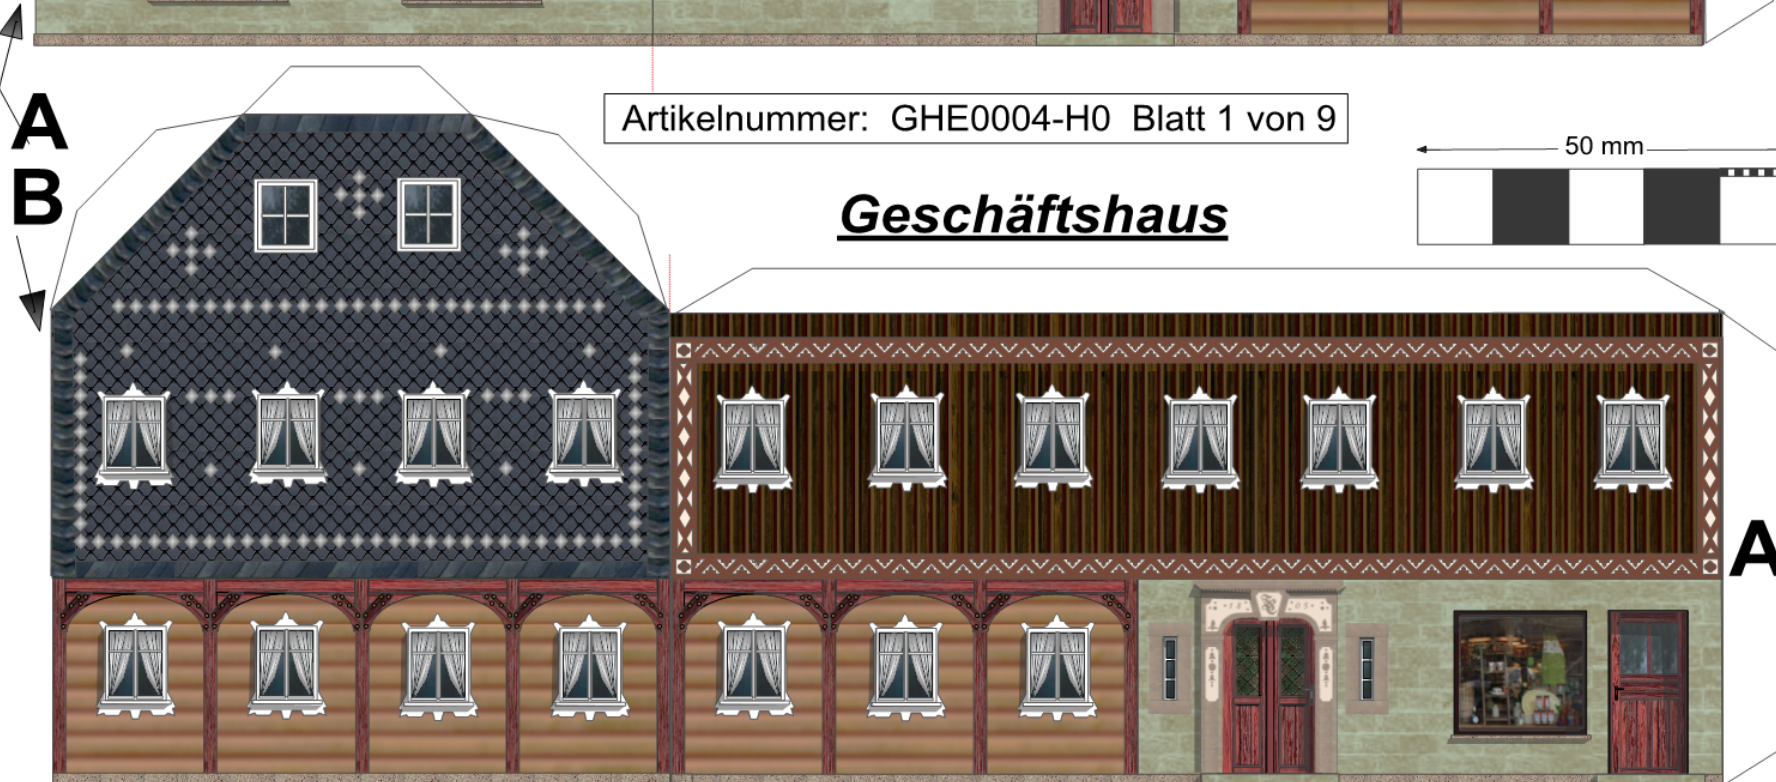 A
Artikelnummer: GHE0004-H0 Blatt 1 von 9
50 mm
B
Geschäftshaus
A